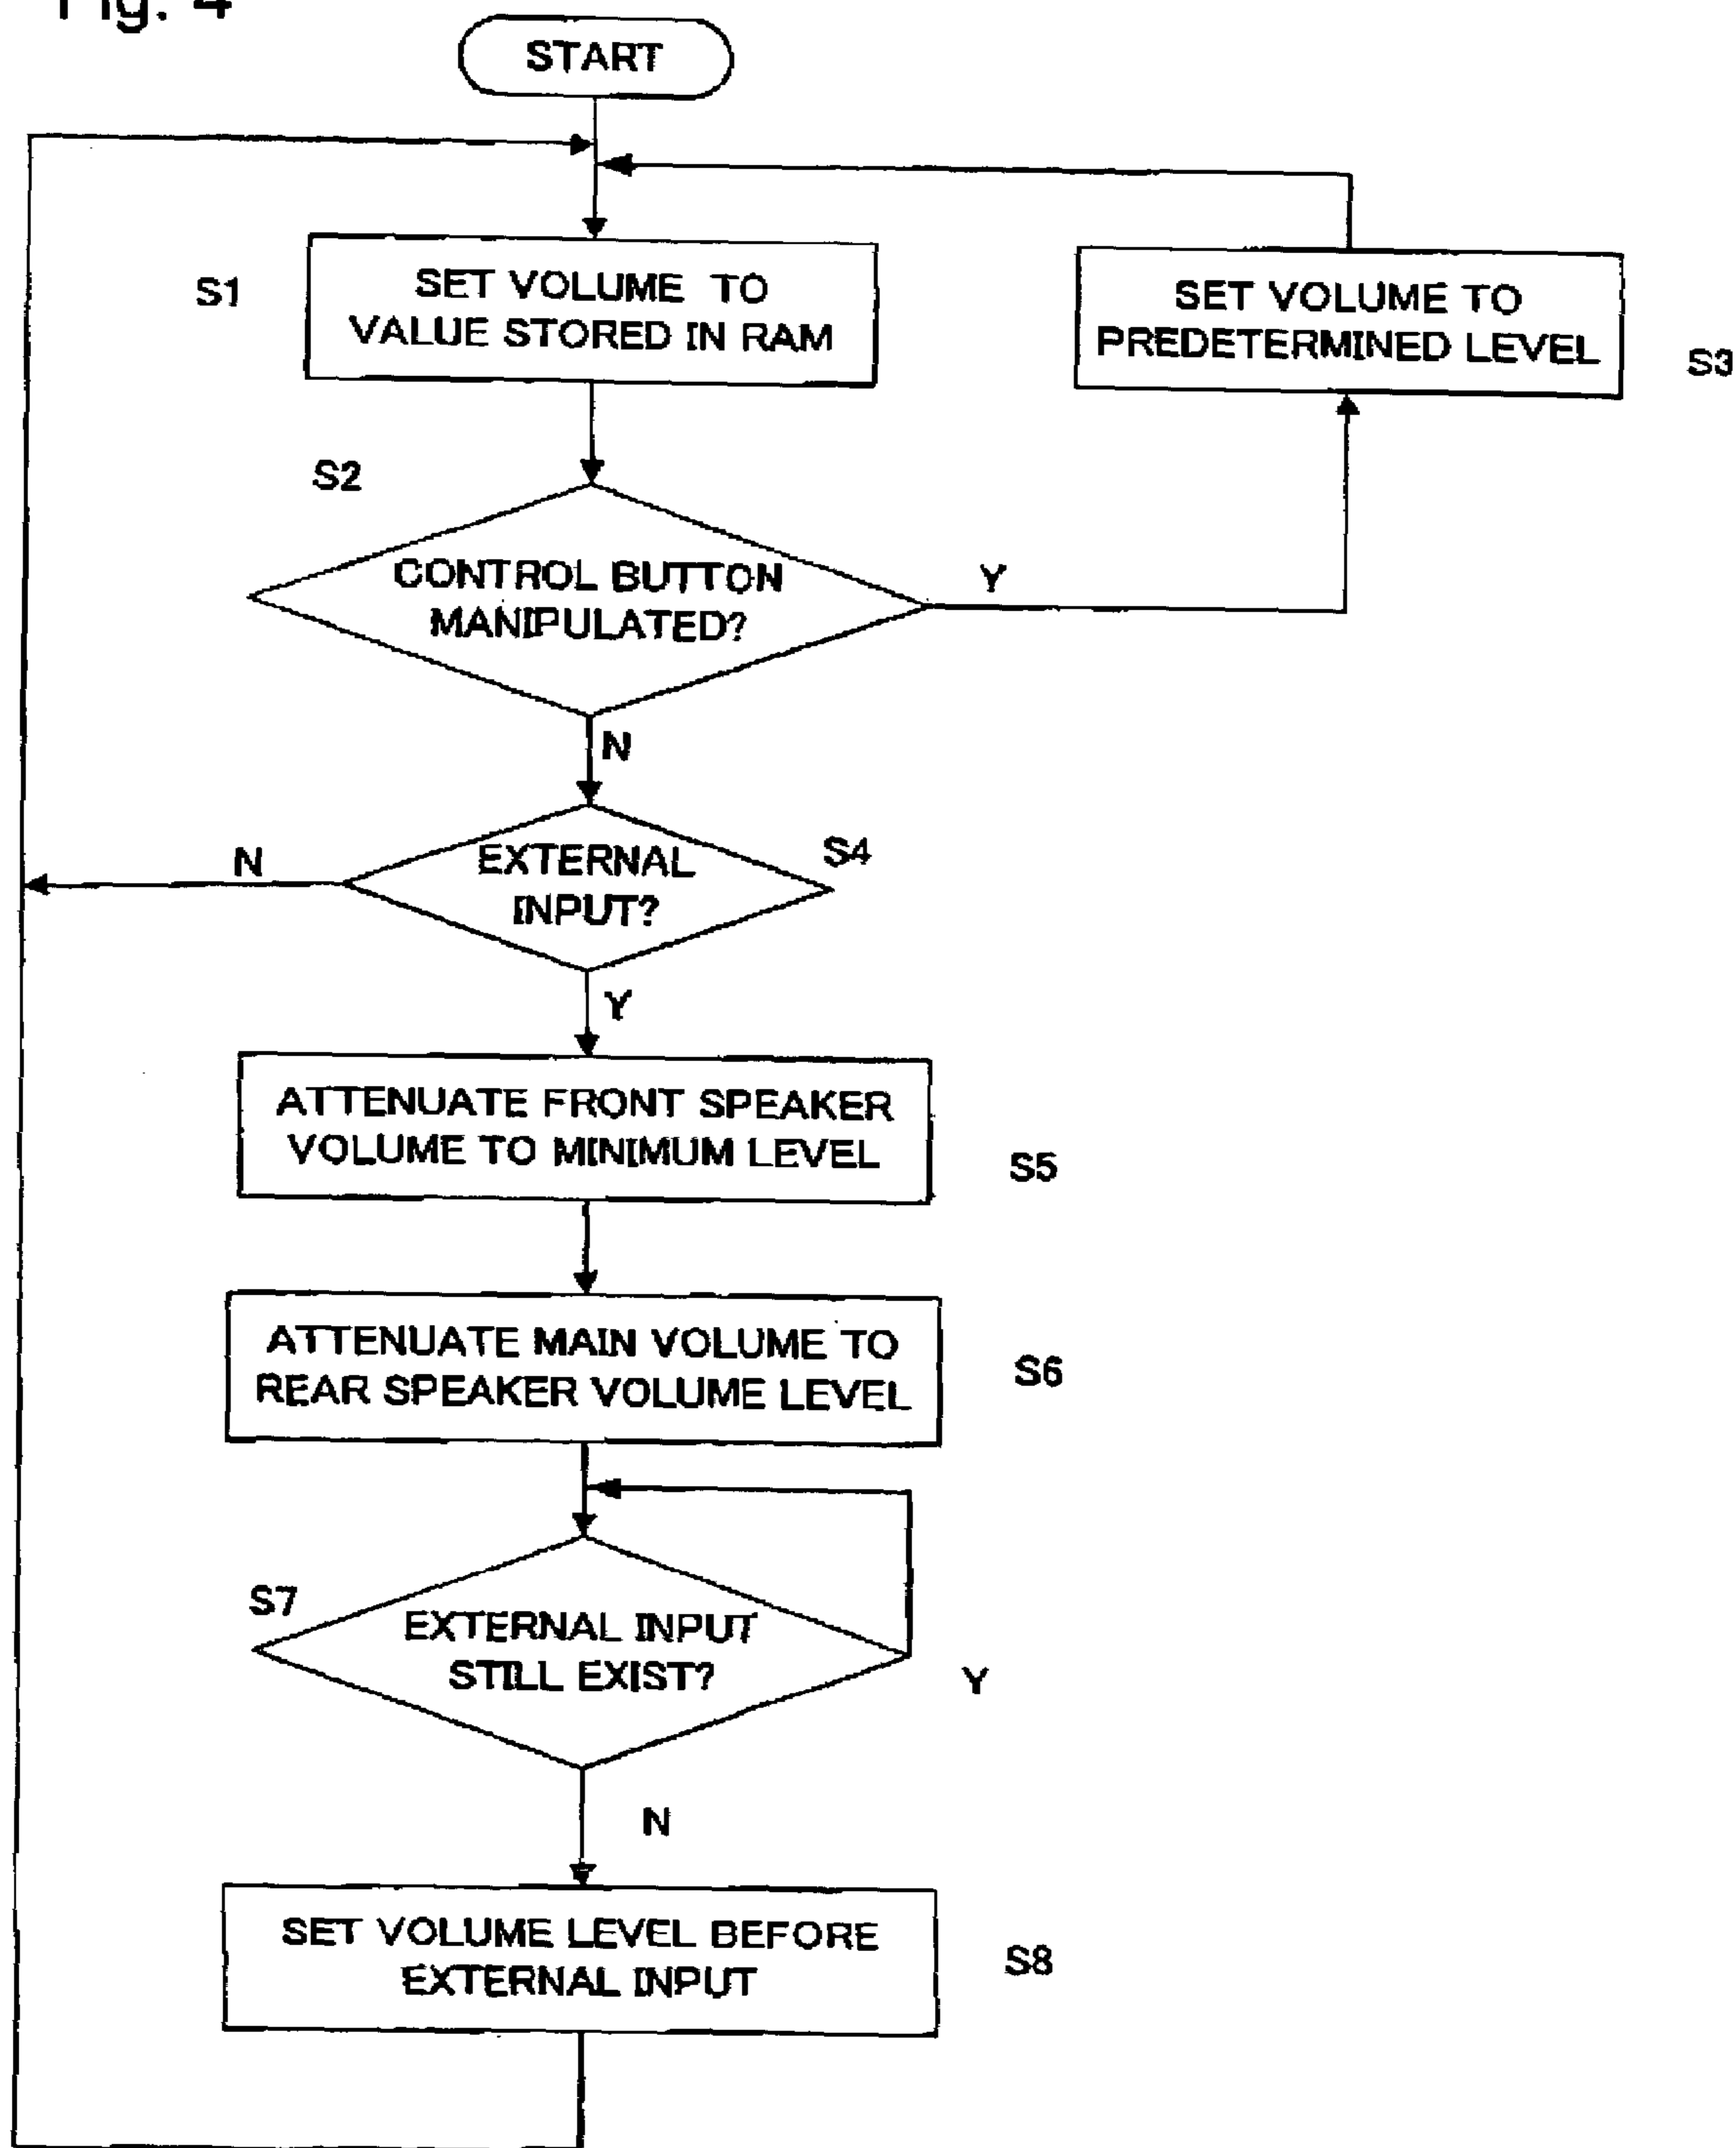 Fig. 4
START
S1
SET VOLUME TO
VALUE STORED IN RAM
SET VOLUME TO
PREDETERMINED LEVEL
S3
S2
CONTROL BUTTON
MANIPULATED?
Y
N
EXTERNAL
INPUT?
S4
N
Y
ATTENUATE FRONT SPEAKER
VOLUME TO MINIMUM LEVEL
S5
ATTENUATE MAIN VOLUME TO
REAR SPEAKER VOLUME LEVEL
S6
S7
EXTERNAL INPUT
STILL EXIST?
Y
N
SET VOLUME LEVEL BEFORE
EXTERNAL INPUT
S8